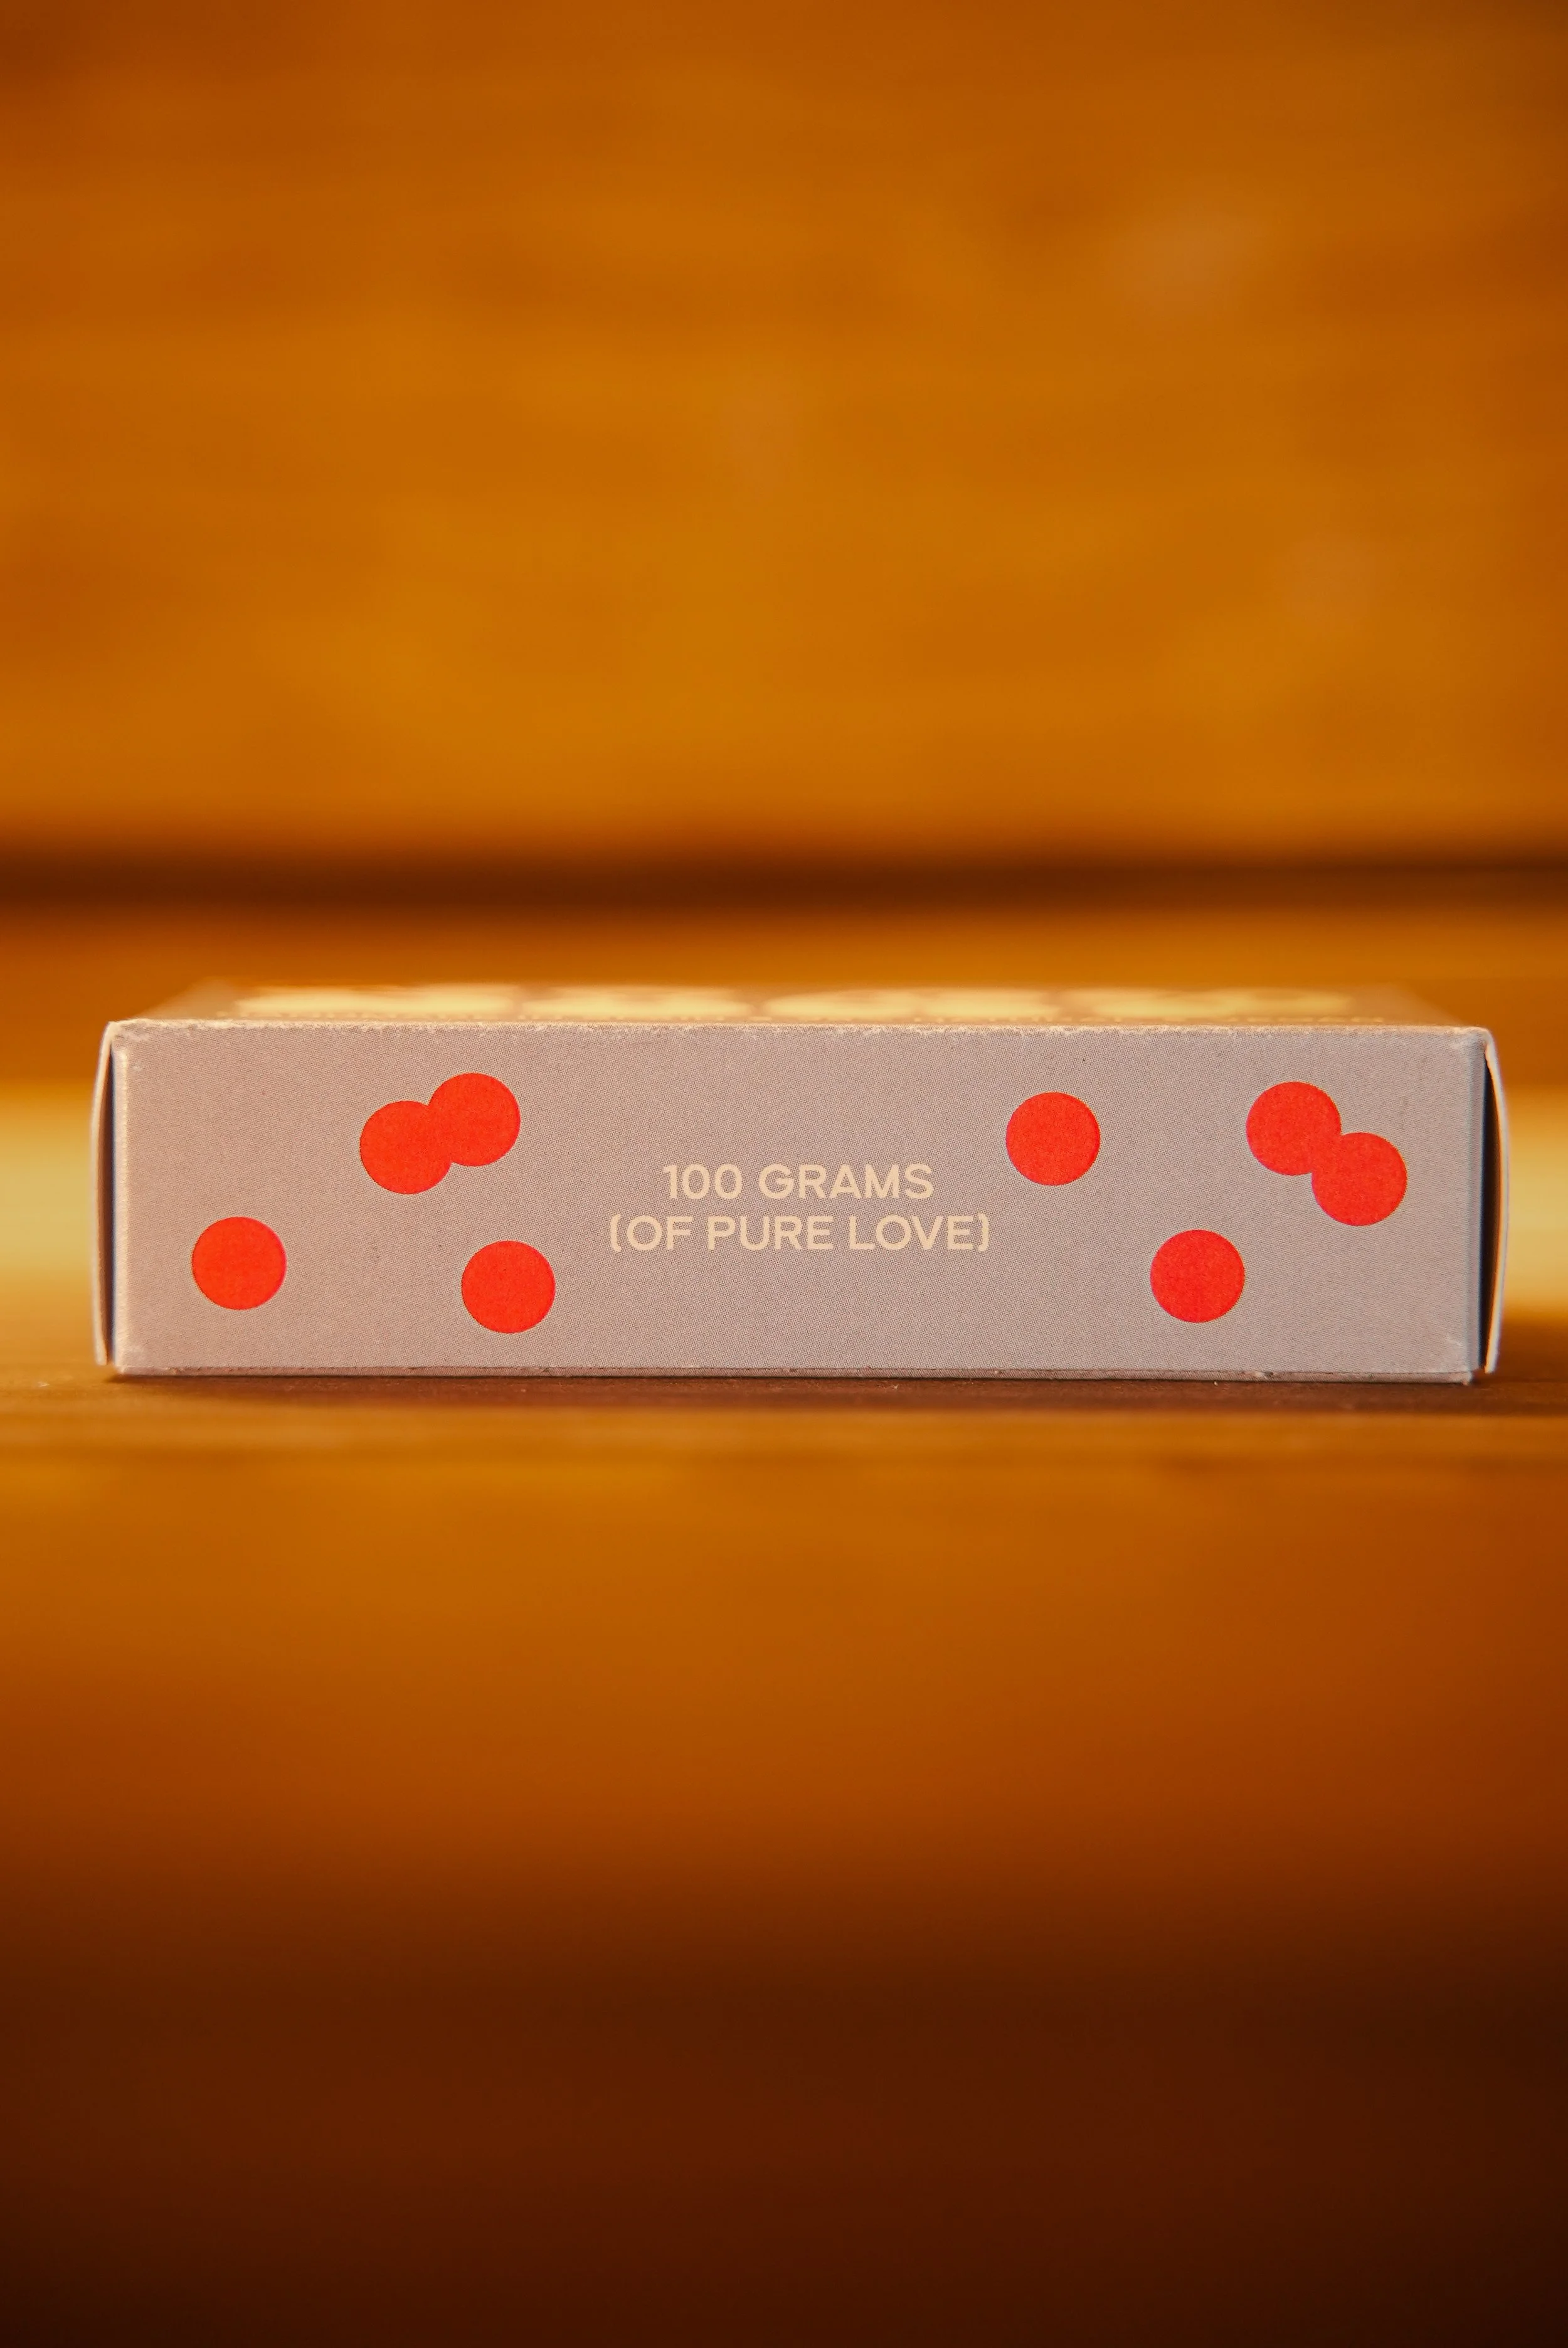 100 GRAMS
(OF PURE LOVE)